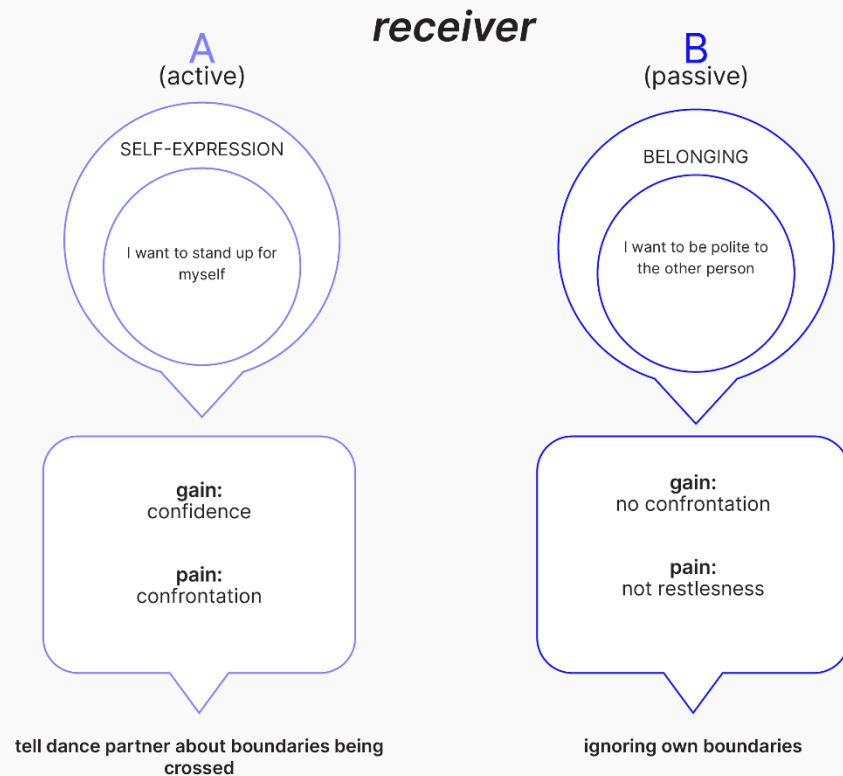 receiver
A
(active)
SELF-EXPRESSION
I want to stand up for
myself
gain:
confidence
pain:
confrontation
tell dance partner about boundaries being
crossed
B
(passive)
BELONGING
I want to be polite to
the other person
gain:
no confrontation
pain:
not restlesness
ignoring own boundaries